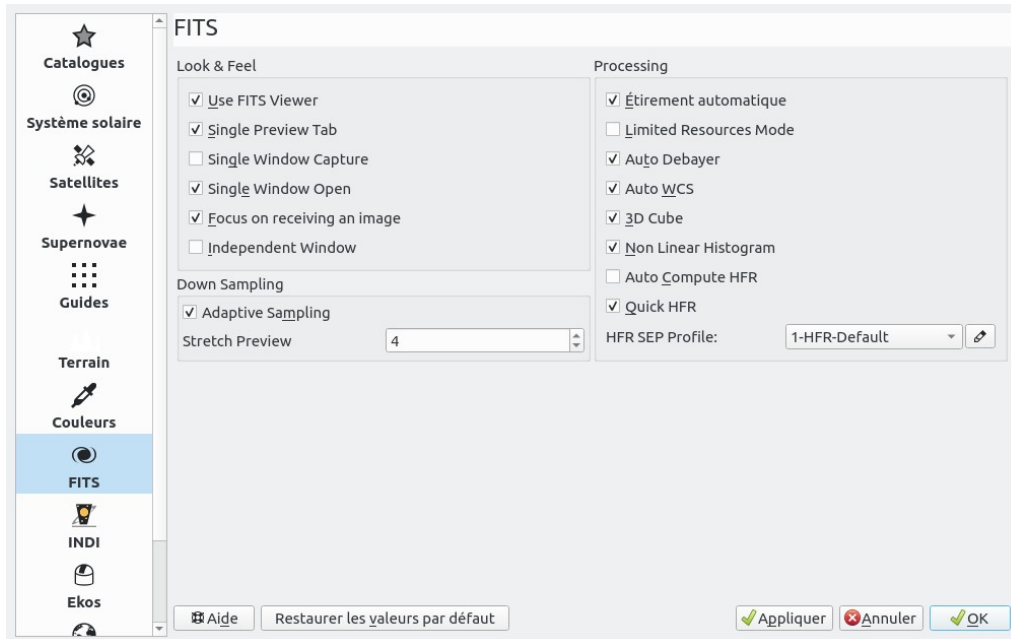 Catalogues
Système solaire
Satellites
Supernovae
Guides
Terrain
Couleurs
FITS
INDI
Ekos
FITS
Look & Feel
Use FITS Viewer
Single Preview Tab
Single Window Capture
Single Window Open
Focus on receiving an image
Independent Window
Down Sampling
Adaptive Sampling
Stretch Preview 4
Processing
Étirement automatique
Limited Resources Mode
Auto Debayer
Auto WCS
3D Cube
Non Linear Histogram
Auto Compute HFR
Quick HFR
HFR SEP Profile: 1-HFR-Default
Aide Restaurer les valeurs par défaut Appliquer Annuler OK